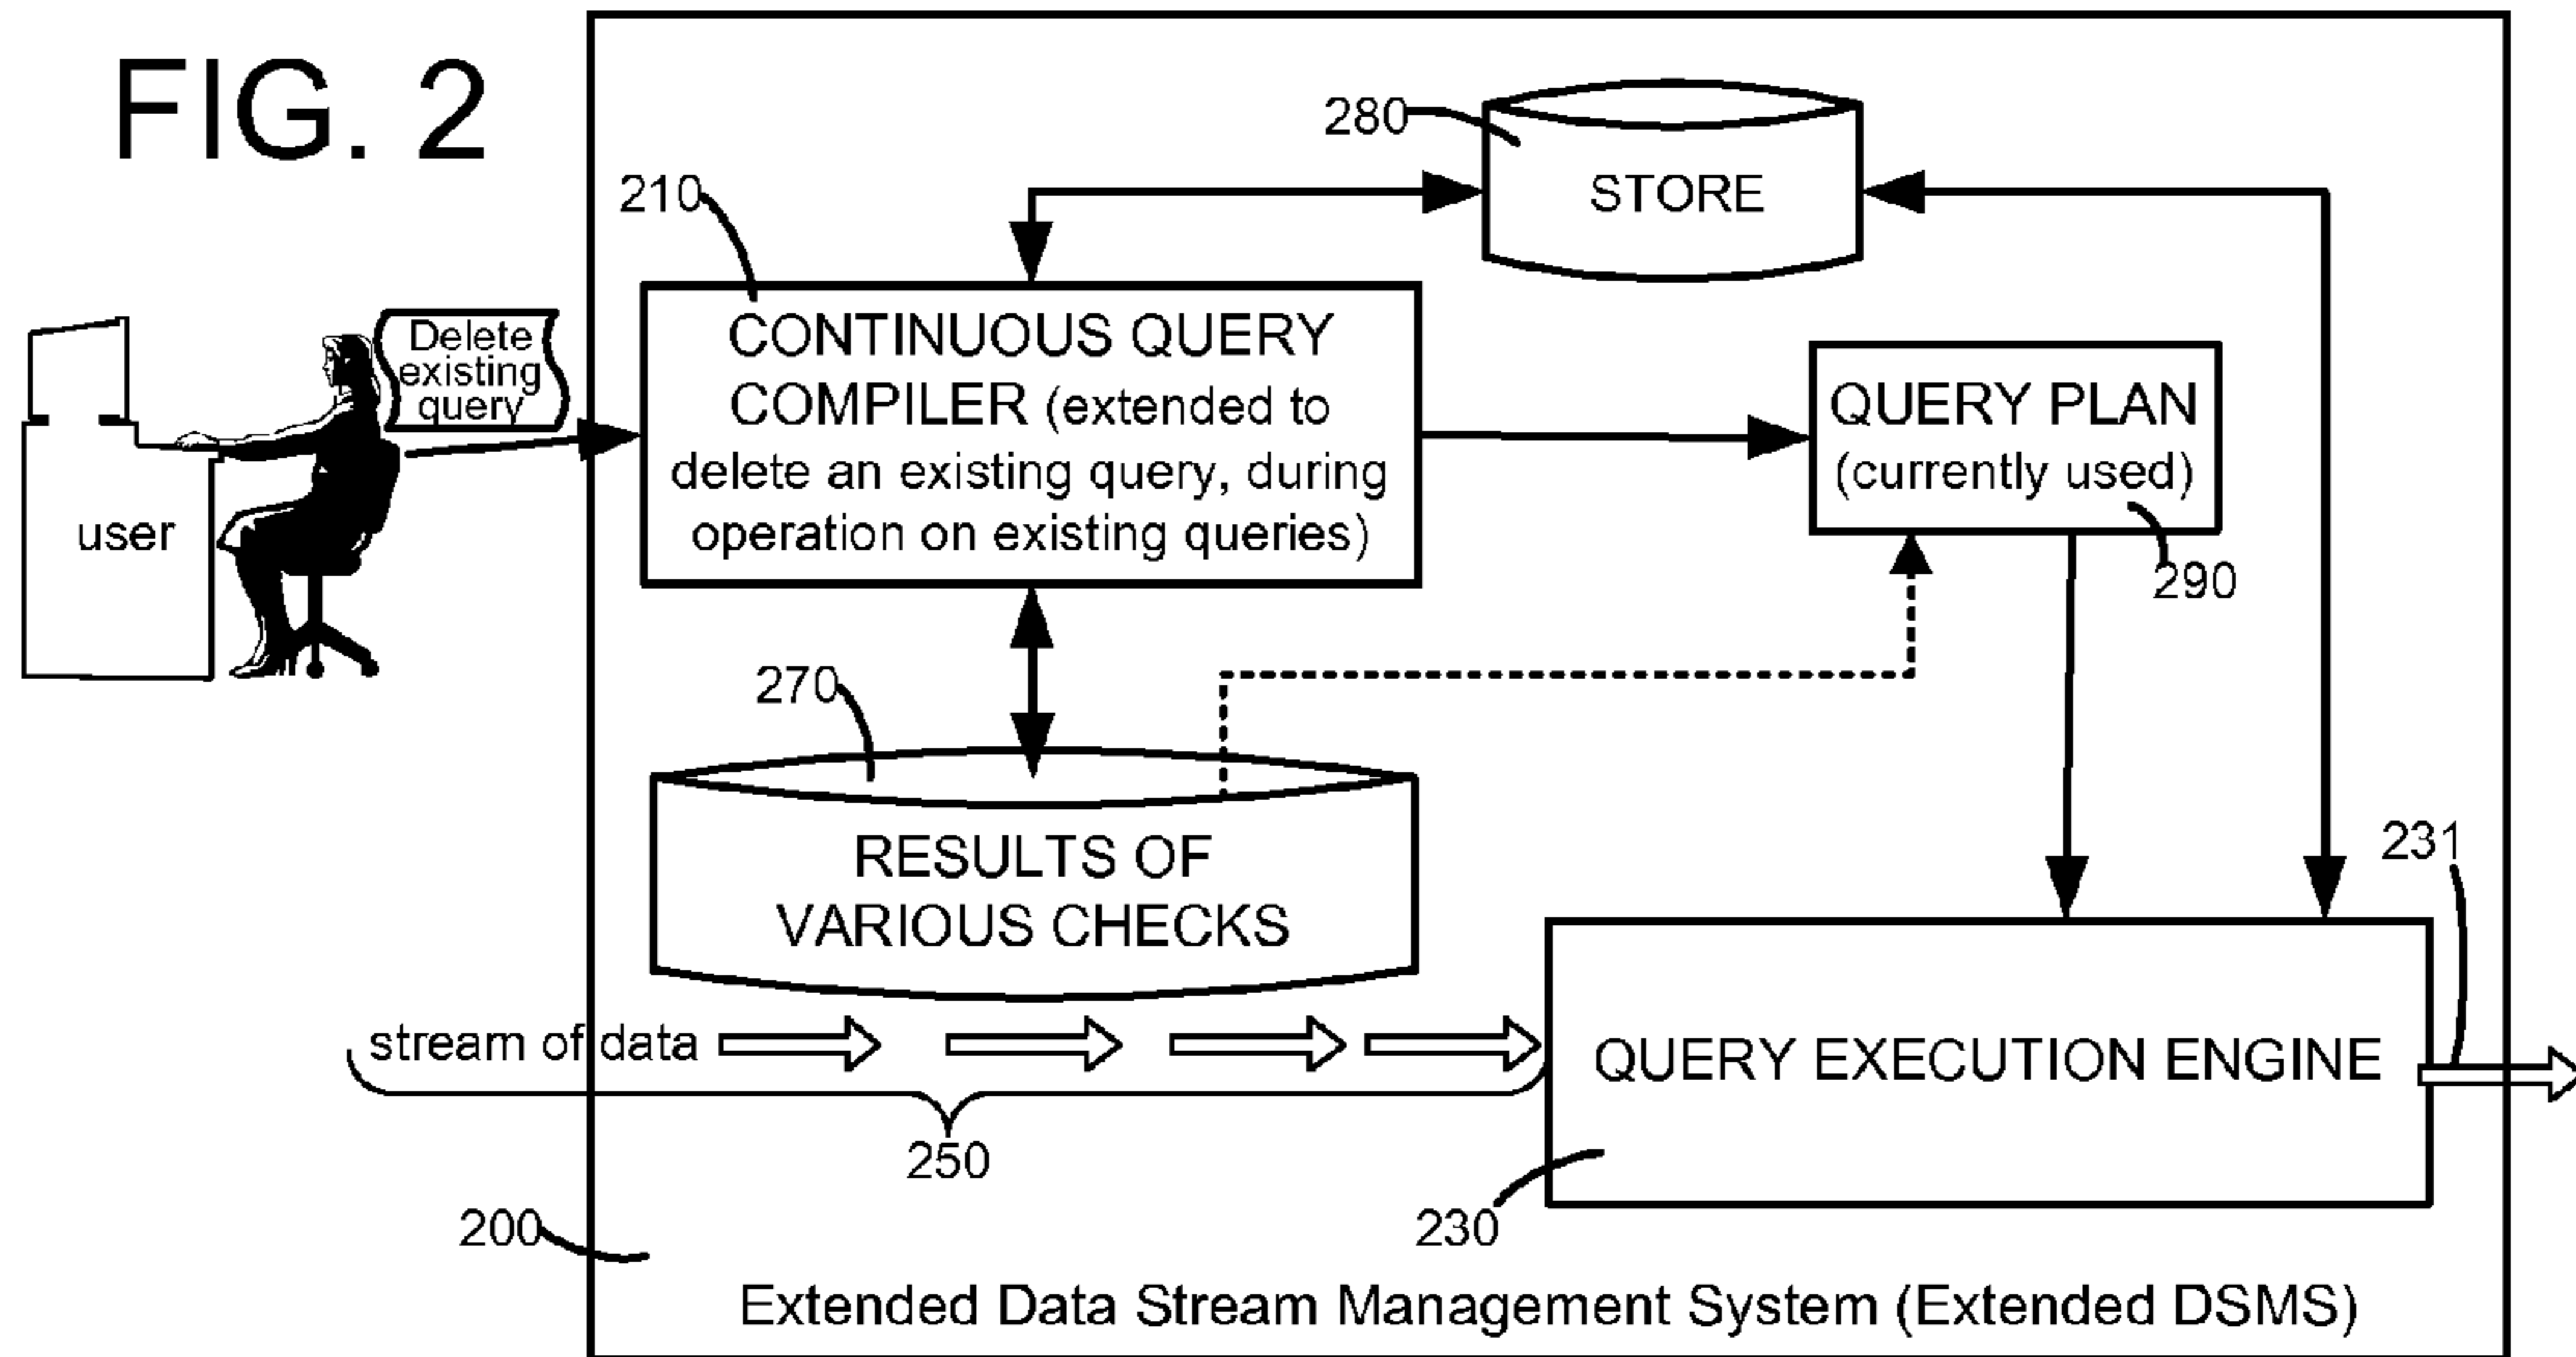 FIG. 2
280
STORE
210
Delete
existing
query
CONTINUOUS QUERY
COMPILER (extended to
delete an existing query, during
operation on existing queries)
QUERY PLAN
(currently used)
290
user
270
RESULTS OF
VARIOUS CHECKS
231
stream of data
250
QUERY EXECUTION ENGINE
230
200
Extended Data Stream Management System (Extended DSMS)